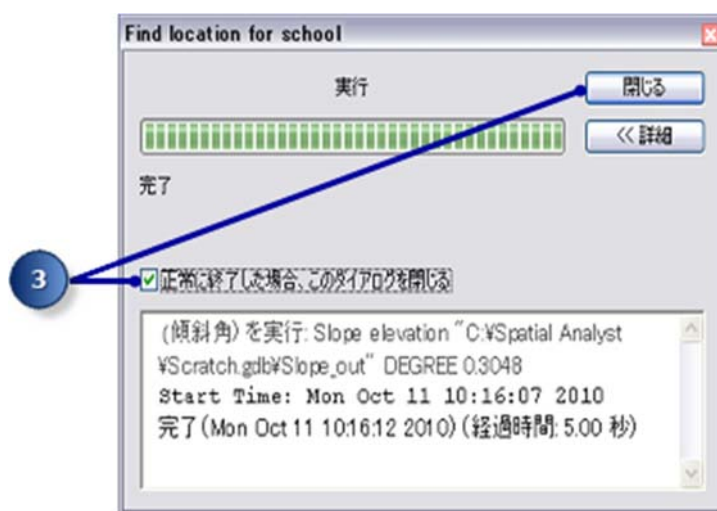 Find location for school
実行
閉じる
<< 詳細
完了
3
正常に終了した場合、このダイアログを閉じる
(傾斜角) を実行: Slope elevation "C:¥Spatial Analyst
¥Scratch.gdb¥Slope_out" DEGREE 0.3048
Start Time: Mon Oct 11 10:16:07 2010
完了(Mon Oct 11 10:16:12 2010) (経過時間: 5.00 秒)